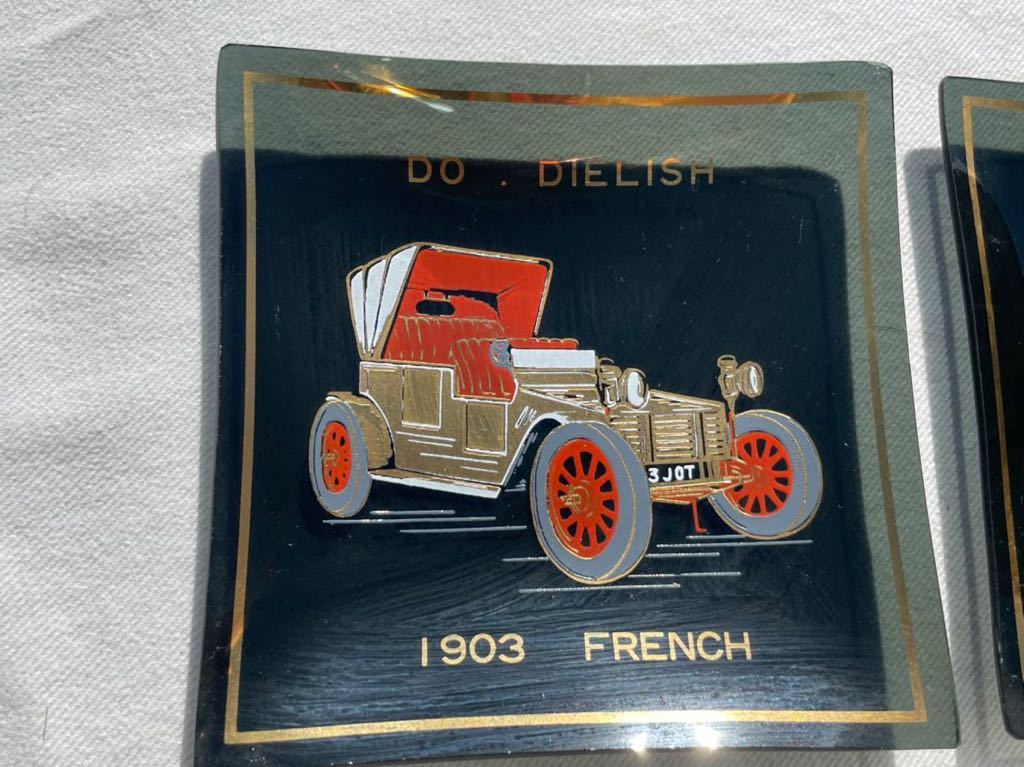 DO . DIELISH
3 JOT
1903 FRENCH